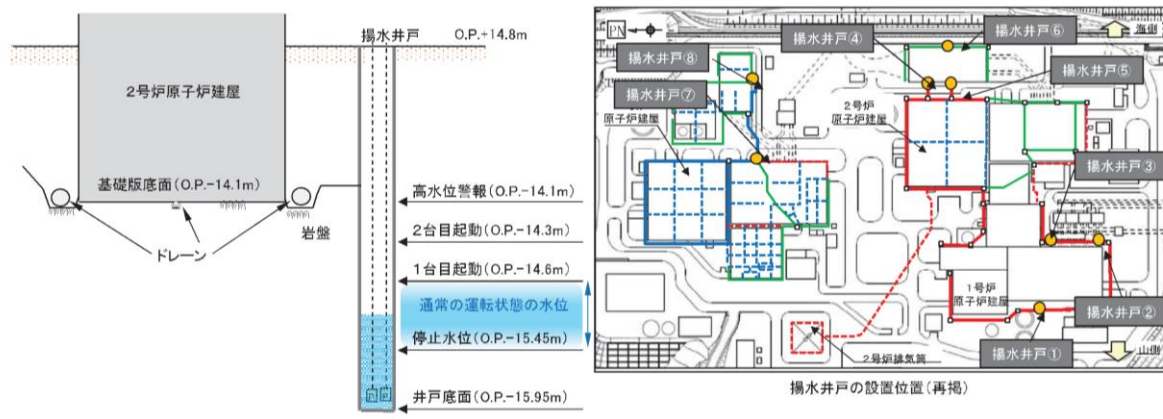 揚水井戸
O.P.+14.8m
2号炉原子炉建屋
基礎版底面(O.P.-14.1m)
ドレーン
岩盤
高水位警報(O.P.-14.1m)
2台目起動(O.P.-14.3m)
1台目起動(O.P.-14.6m)
通常の運転状態の水位
停止水位(O.P.-15.45m)
井戸底面(O.P.-15.95m)
PN
海側
揚水井戸④
揚水井戸⑥
揚水井戸⑧
揚水井戸⑤
揚水井戸⑦
原子炉建屋
2号炉
原子炉建屋
揚水井戸③
1号炉
原子炉建屋
揚水井戸②
2号炉排気筒
揚水井戸①
山側
揚水井戸の設置位置(再掲)